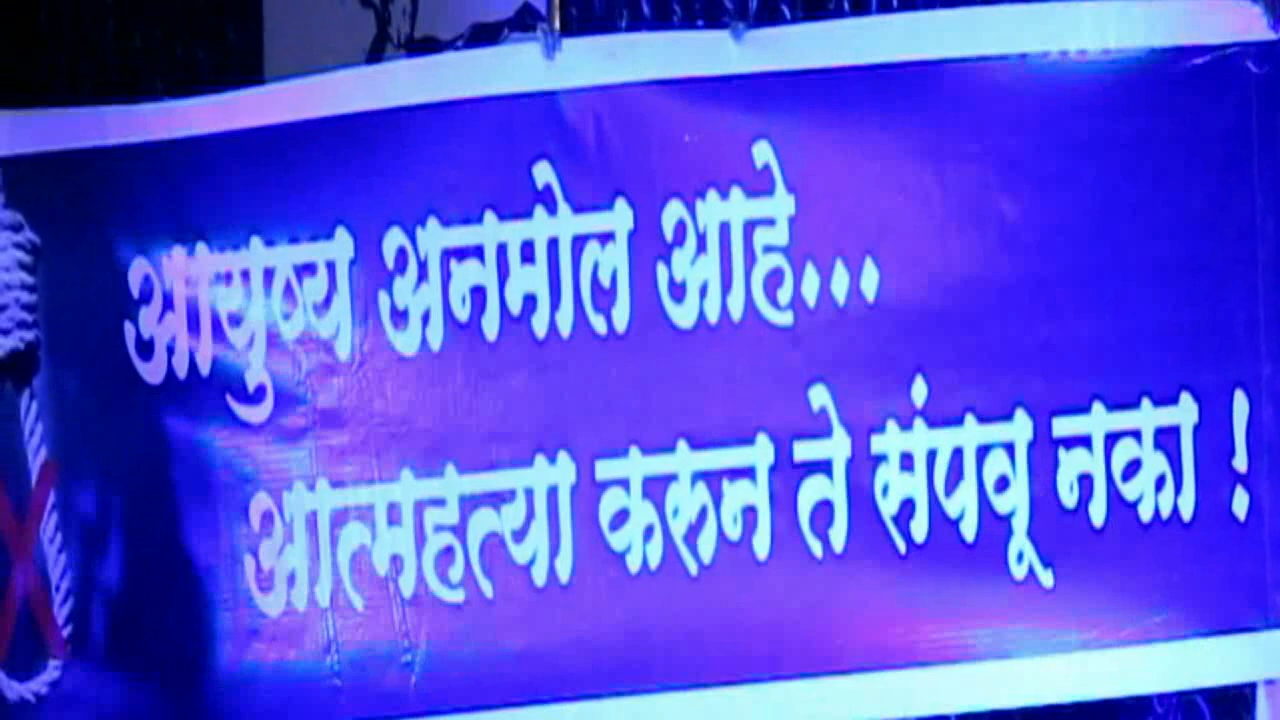 आयुष्य अनमोल आहे...
आत्महत्या करुन ते संपवू नका !